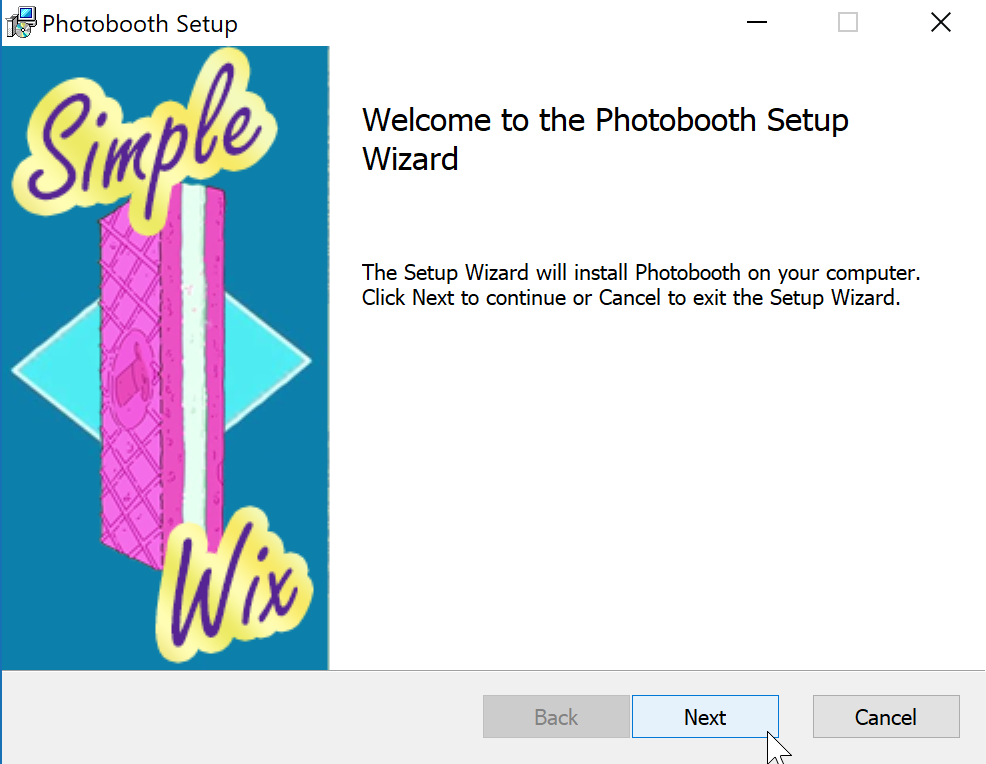 Photobooth Setup
Simple
Wix
Welcome to the Photobooth Setup
Wizard
The Setup Wizard will install Photobooth on your computer.
Click Next to continue or Cancel to exit the Setup Wizard.
Back
Next
Cancel